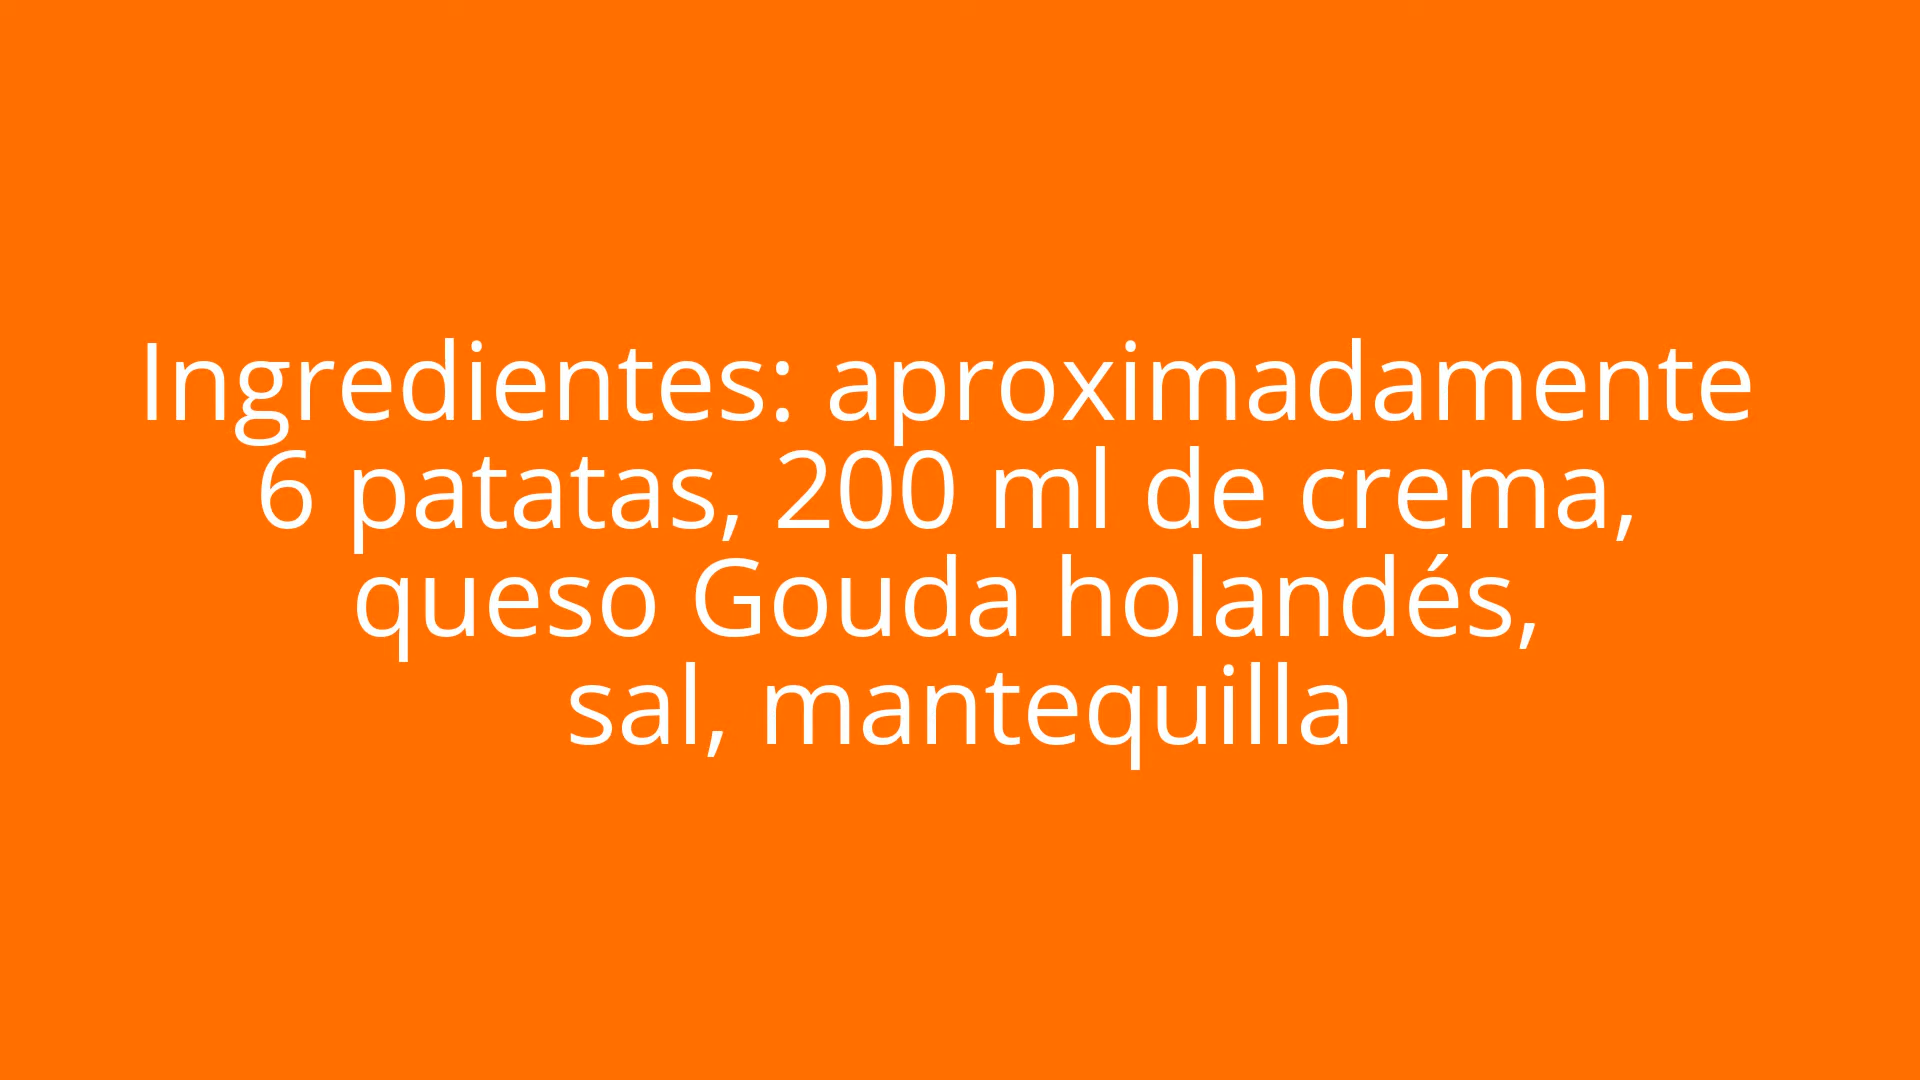 Ingredientes: aproximadamente
6 patatas, 200 ml de crema,
queso Gouda holandés,
sal, mantequilla